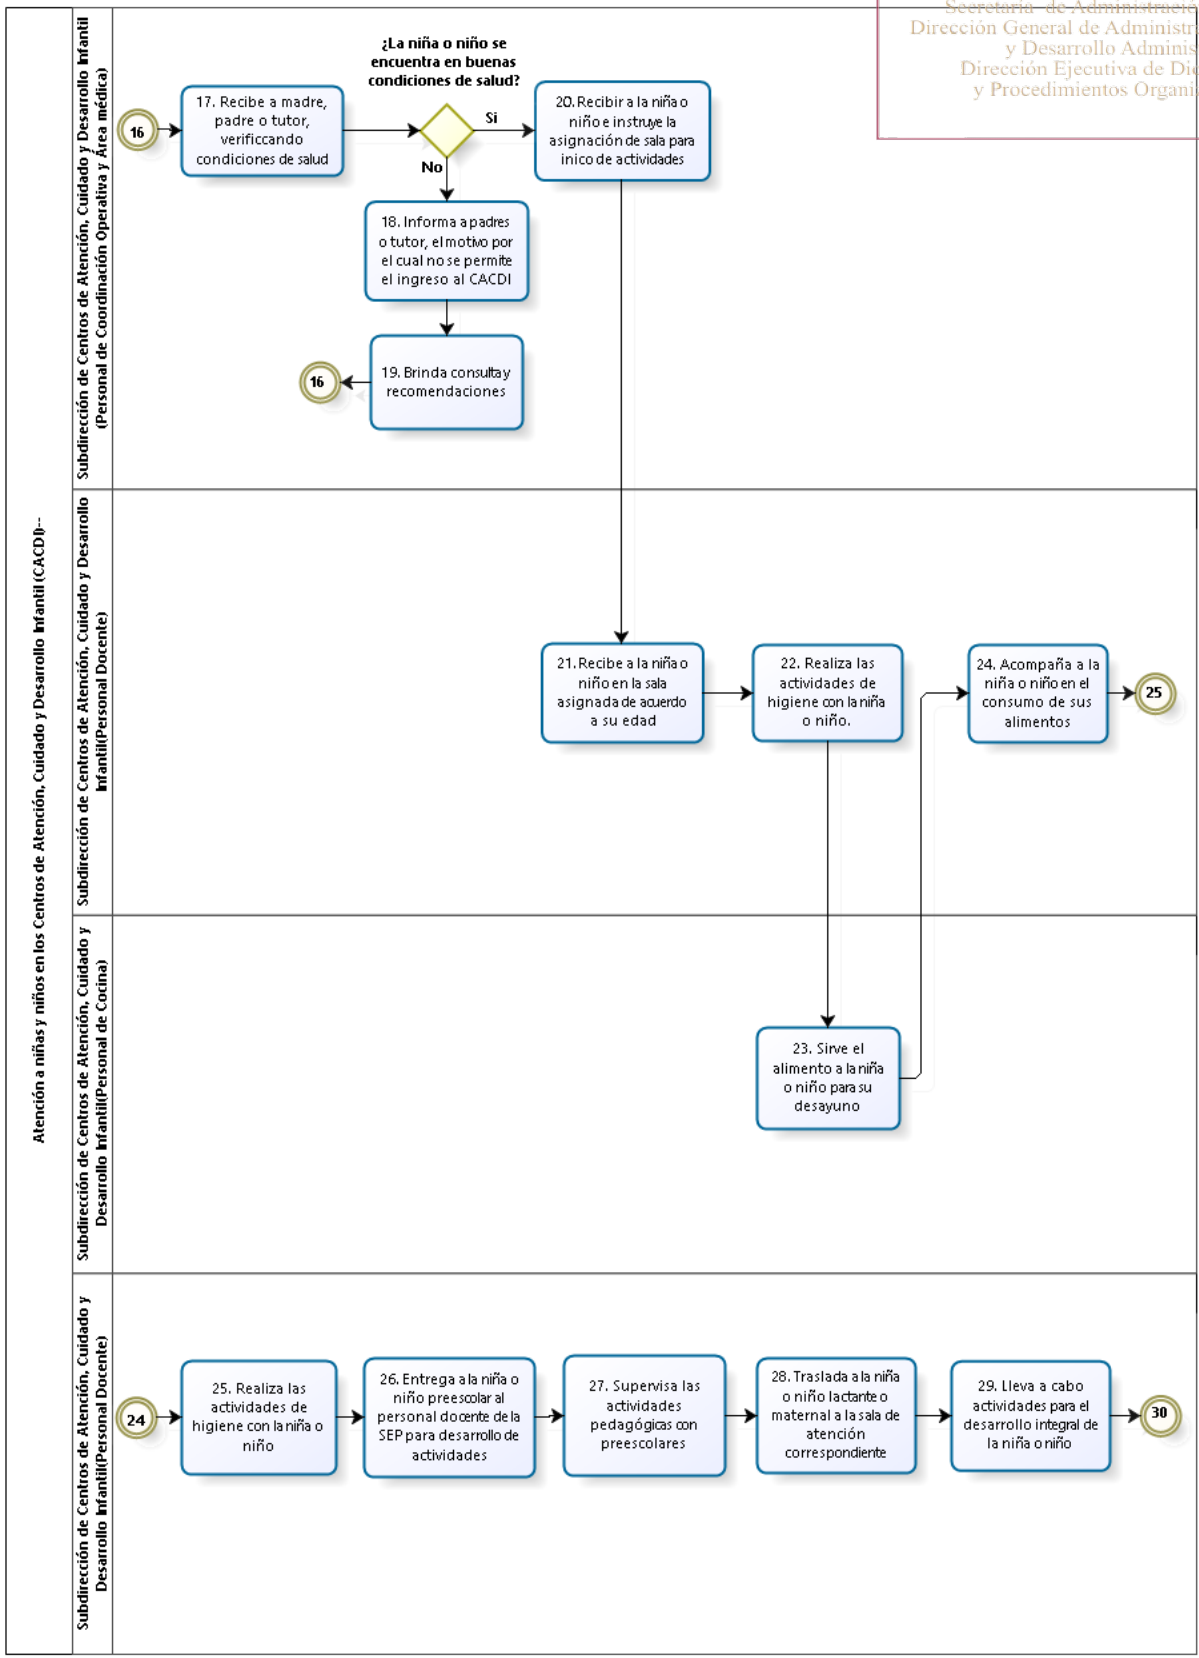 Secretaría de Administració
Dirección General de Administr
y Desarrollo Adminis
Dirección Ejecutiva de Dic
y Procedimientos Organi
Atención a niñas y niños en los Centros de Atención, Cuidado y Desarrollo Infantil (CACDI)--
Subdirección de Centros de Atención, Cuidado y Desarrollo Infantil
(Personal de Coordinación Operativa y Área médica)
16
17. Recibe a madre,
padre o tutor,
verificcando
condiciones de salud
¿La niña o niño se
encuentra en buenas
condiciones de salud?
Si
No
20. Recibir a la niña o
niño e instruye la
asignación de sala para
inico de actividades
18. Informa a padres
o tutor, el motivo por
el cual no se permite
el ingreso al CACDI
19. Brinda consulta y
recomendaciones
16
Subdirección de Centros de Atención, Cuidado y Desarrollo
Infantil(Personal Docente)
21. Recibe a la niña o
niño en la sala
asignada de acuerdo
a su edad
22. Realiza las
actividades de
higiene con la niña
o niño.
24. Acompaña a la
niña o niño en el
consumo de sus
alimentos
25
Subdirección de Centros de Atención, Cuidado y
Desarrollo Infantil(Personal de Cocina)
23. Sirve el
alimento a la niña
o niño para su
desayuno
Subdirección de Centros de Atención, Cuidado y
Desarrollo Infantil(Personal Docente)
24
25. Realiza las
actividades de
higiene con la niña o
niño
26. Entrega a la niña o
niño preescolar al
personal docente de la
SEP para desarrollo de
actividades
27. Supervisa las
actividades
pedagógicas con
preescolares
28. Traslada a la niña
o niño lactante o
maternal a la sala de
atención
correspondiente
29. Lleva a cabo
actividades para el
desarrollo integral de
la niña o niño
30